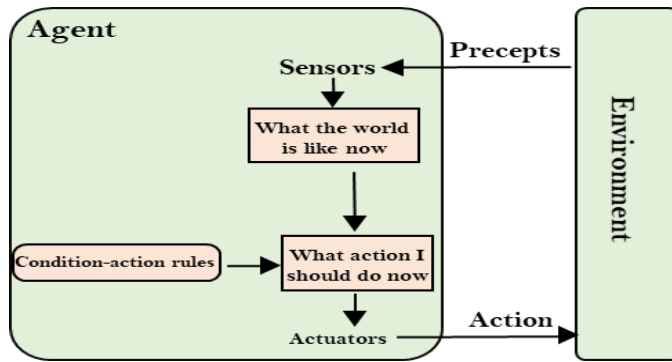 Agent
Precepts
Sensors
What the world
is like now
Environment
Condition-action rules
What action I
should do now
Action
Actuators